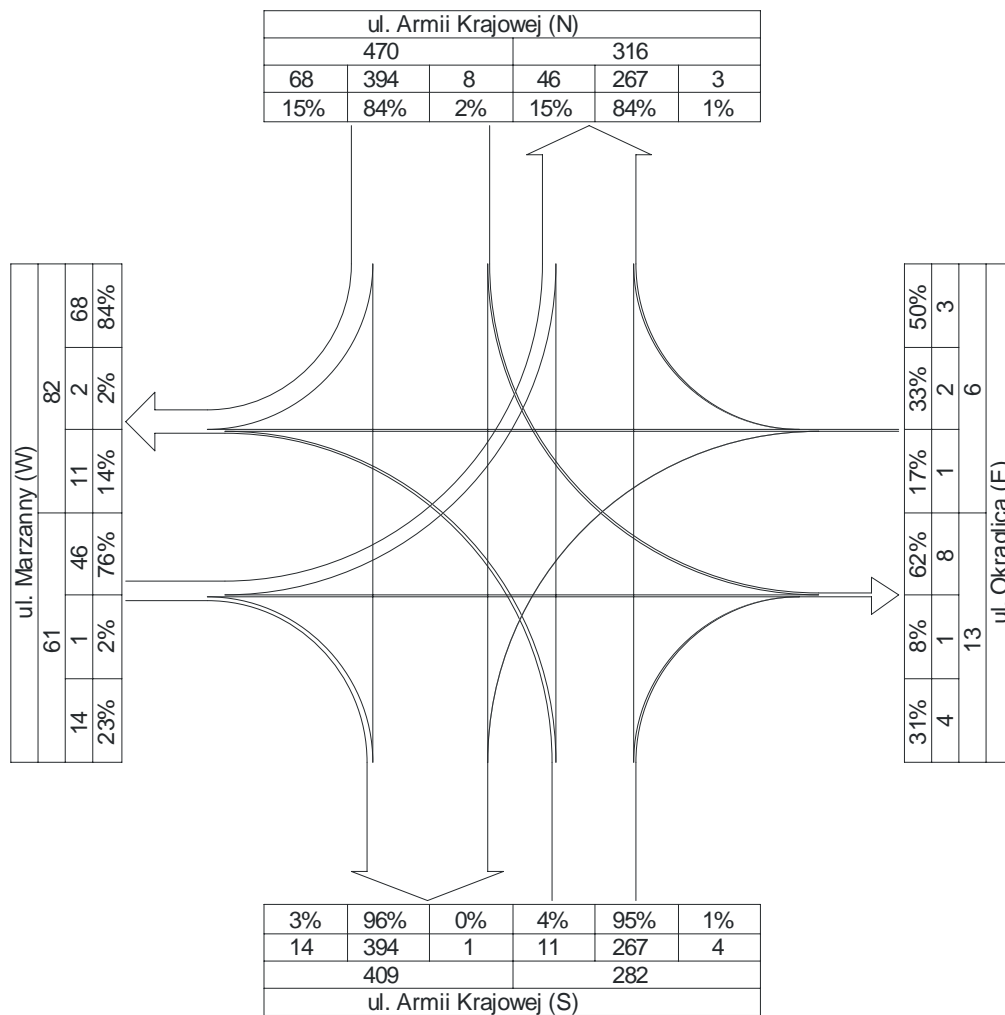 ul. Armii Krajowej (N)
470 316
68 394 8 46 267 3
15% 84% 2% 15% 84% 1%
ul. Marzanny (W)
61 82
14 1 46 11 2 68
23% 2% 76% 14% 2% 84%
31% 8% 62% 17% 33% 50%
4 1 8 1 2 3
13 6
ul. Okraglica (E)
3% 96% 0% 4% 95% 1%
14 394 1 11 267 4
409 282
ul. Armii Krajowej (S)